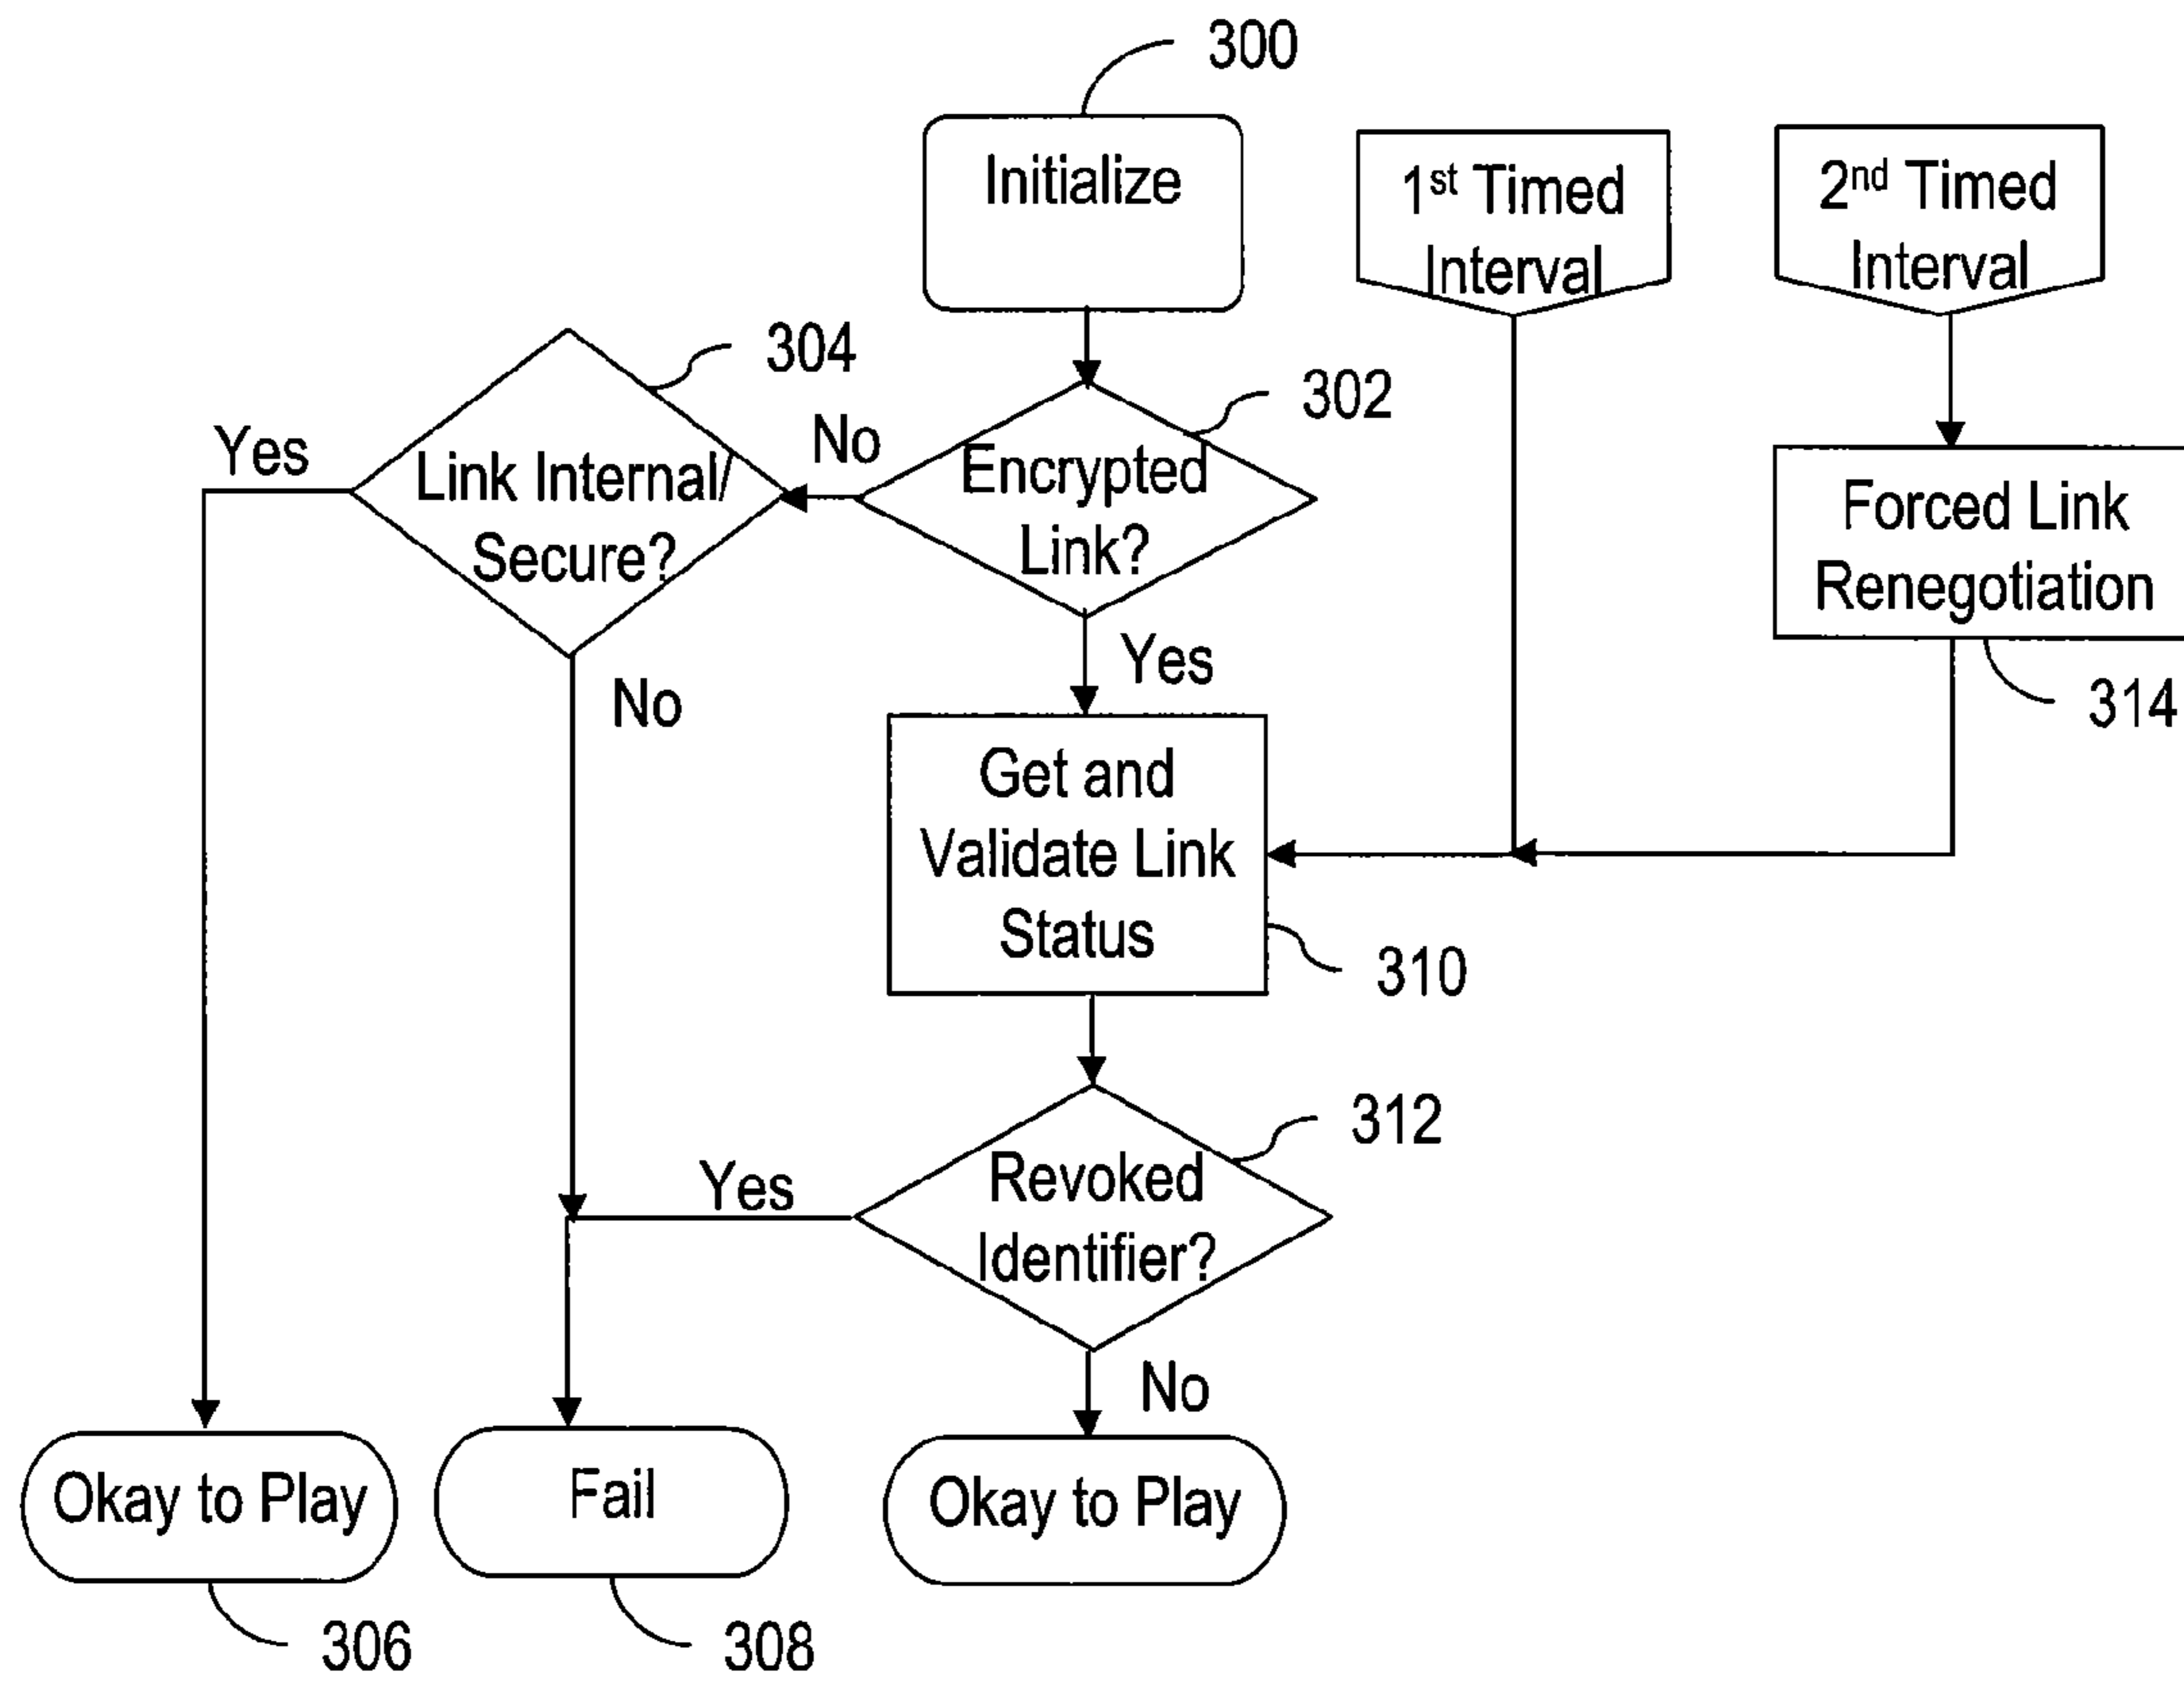 300
Initialize
1st Timed
Interval
2nd Timed
Interval
304
302
Yes
No
Link Internal/
Secure?
Encrypted
Link?
Forced Link
Renegotiation
Yes
No
314
Get and
Validate Link
Status
310
312
Yes
Revoked
Identifier?
No
Okay to Play
Fail
Okay to Play
306
308